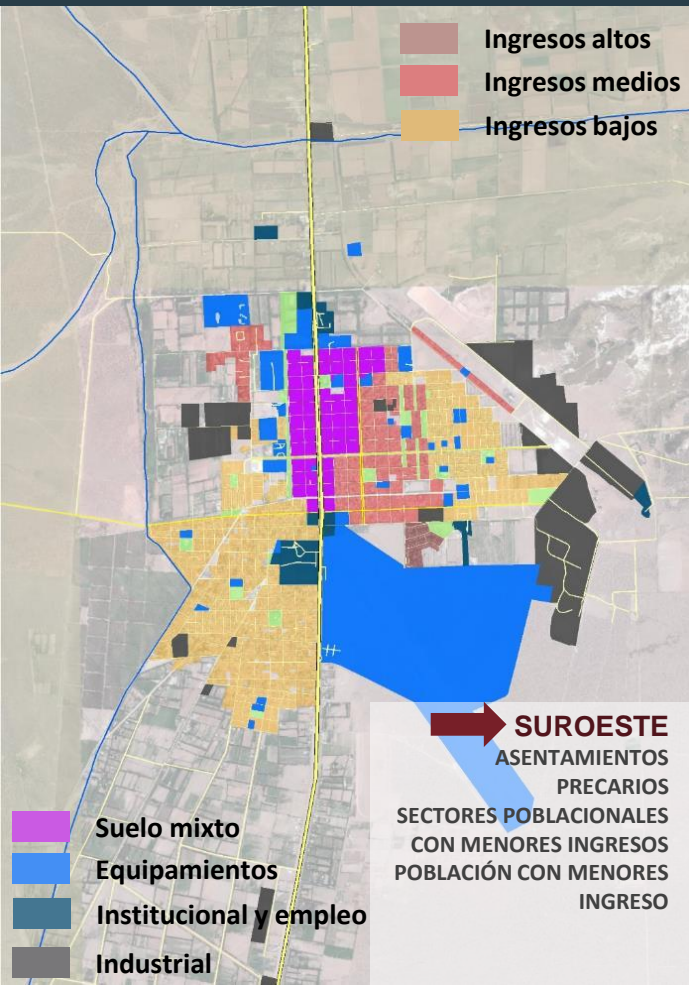 Ingresos altos
Ingresos medios
Ingresos bajos
SUROESTE
ASENTAMIENTOS
PRECARIOS
SECTORES POBLACIONALES
CON MENORES INGRESOS
POBLACIÓN CON MENORES
INGRESO
Suelo mixto
Equipamientos
Institucional y empleo
Industrial